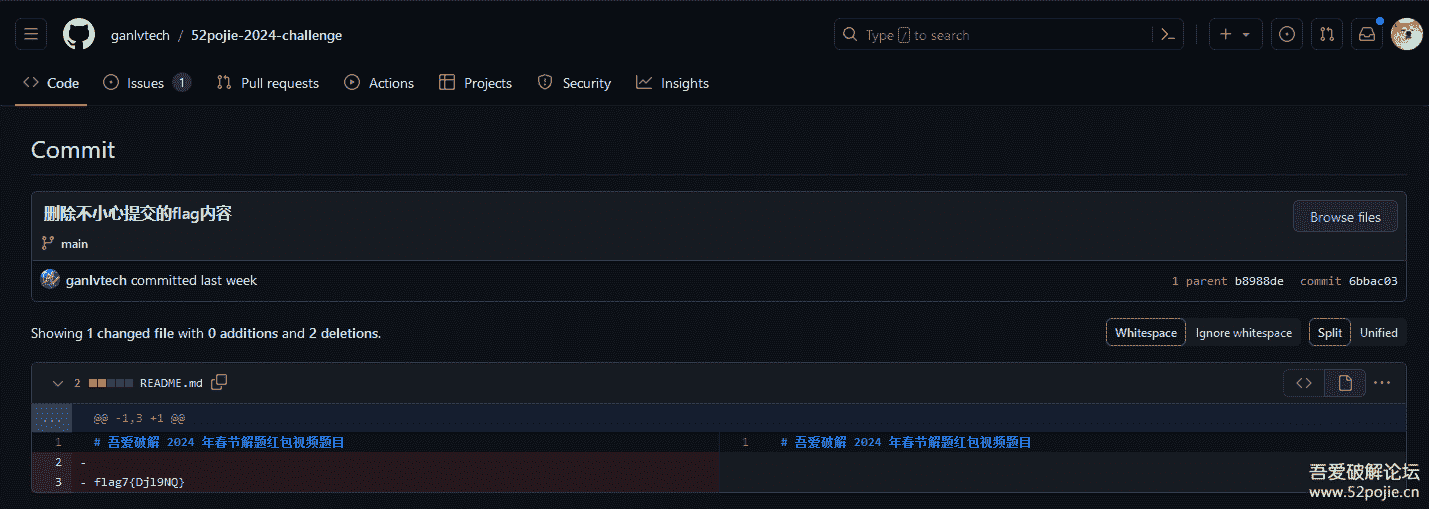 ganlvtech / 52pojie-2024-challenge
Type / to search
Code Issues 1 Pull requests Actions Projects Security Insights
Commit
删除不小心提交的flag内容
Browse files
main
ganlvtech committed last week
1 parent b8988de commit 6bbac03
Showing 1 changed file with 0 additions and 2 deletions.
Whitespace Ignore whitespace Split Unified
2 README.md
@@ -1,3 +1 @@
1 # 吾爱破解 2024 年春节解题红包视频题目 1 # 吾爱破解 2024 年春节解题红包视频题目
2 -
3 - flag7{Djl9NQ}
吾爱破解论坛
www.52pojie.cn